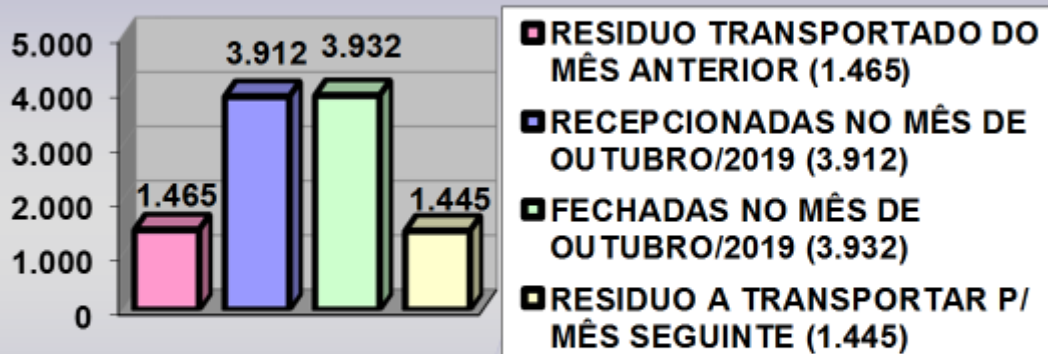 5.000
4.000
3.000
2.000
1.000
0
1.465
3.912
3.932
1.445
RESIDUO TRANSPORTADO DO
MÊS ANTERIOR (1.465)
RECEPCIONADAS NO MÊS DE
OUTUBRO/2019 (3.912)
FECHADAS NO MÊS DE
OUTUBRO/2019 (3.932)
RESIDUO A TRANSPORTAR P/
MÊS SEGUINTE (1.445)